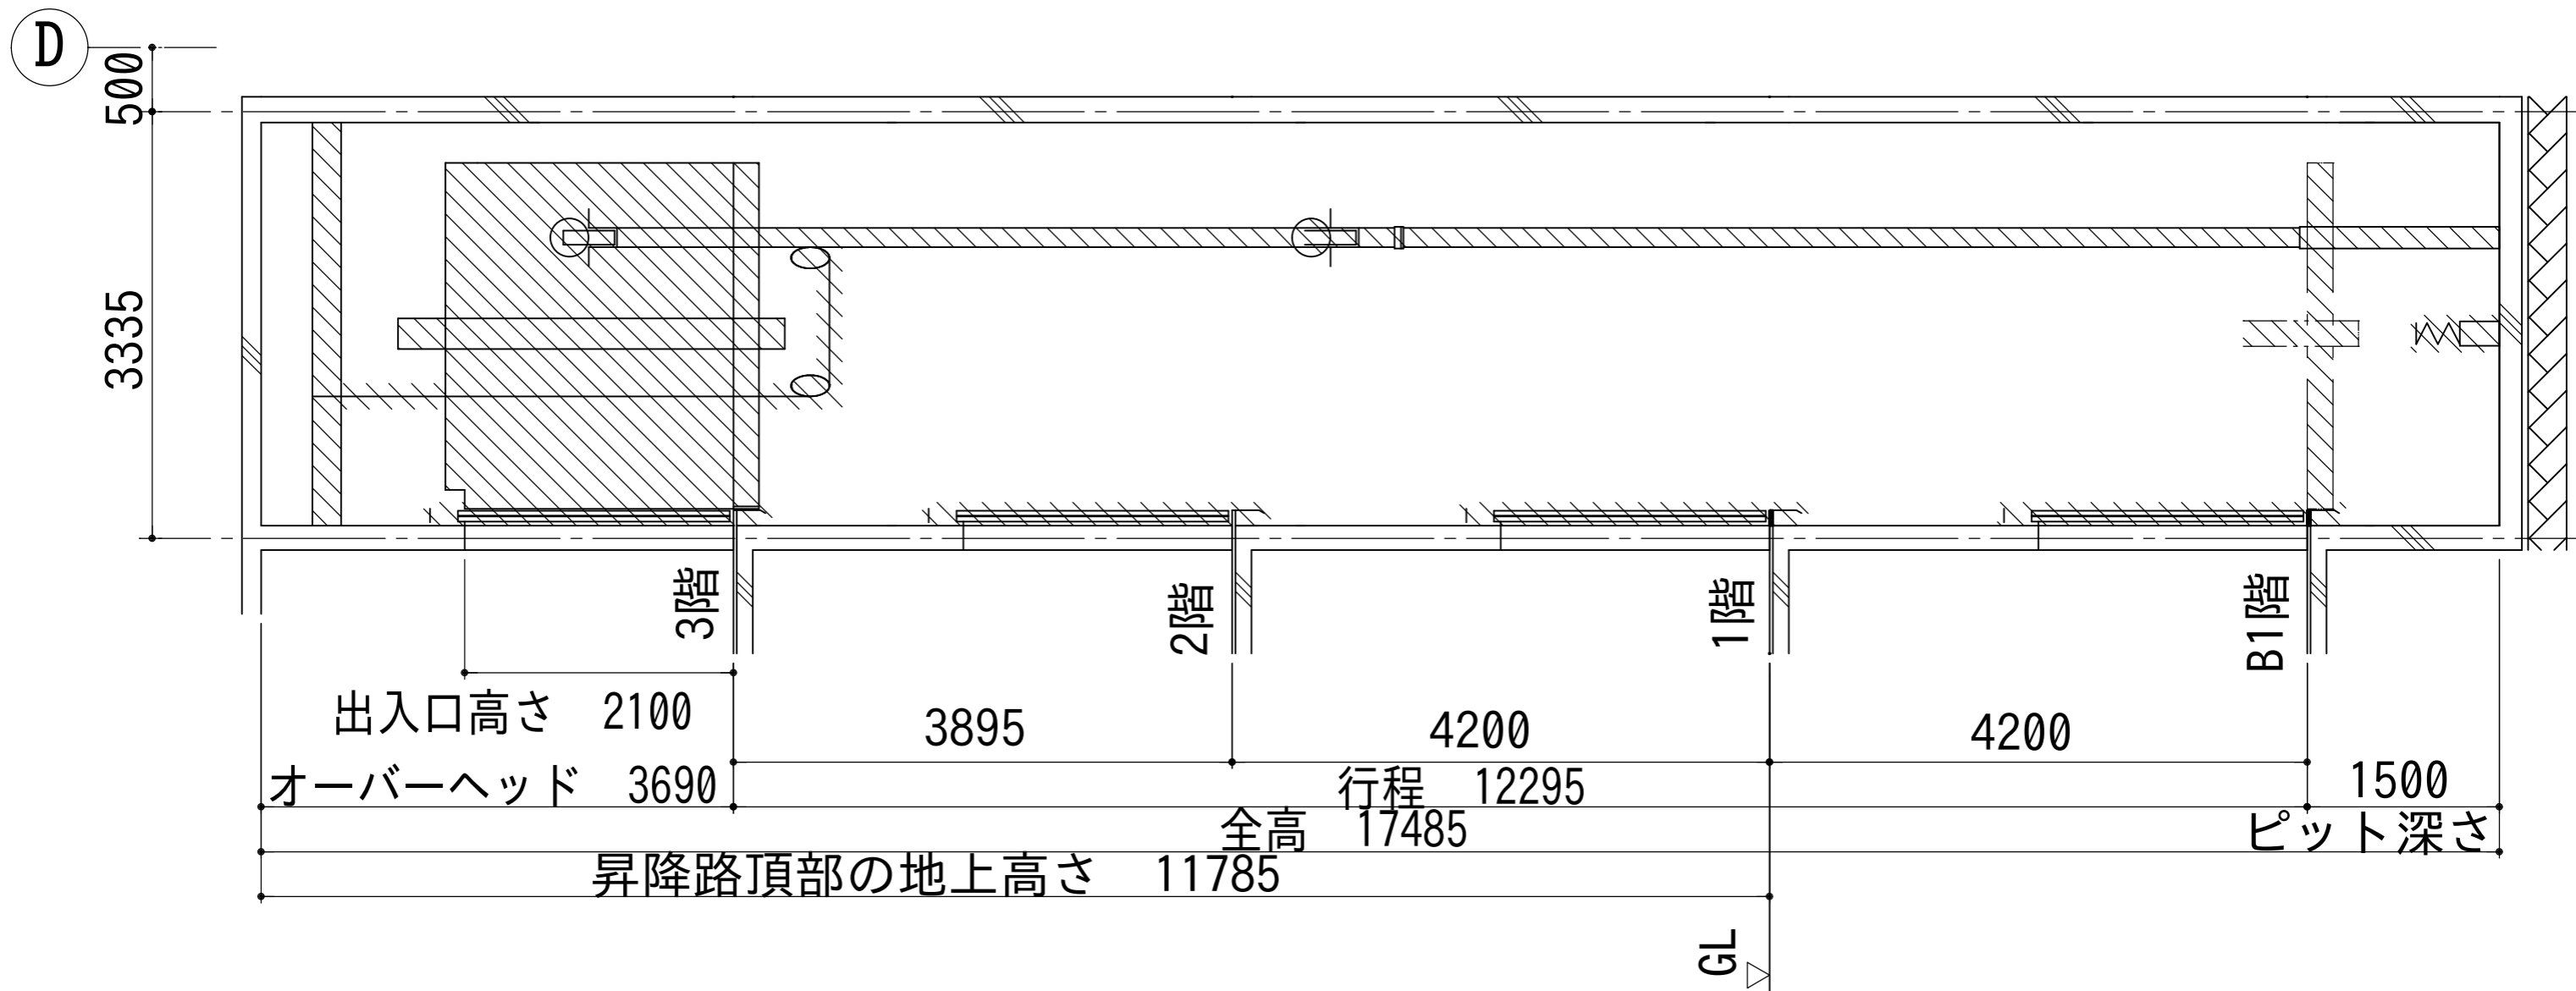 D
500
3335
3階
2階
1階
B1階
出入口高さ 2100
3895
4200
4200
オーバーヘッド 3690
行程 12295
1500
全高 17485
ピット深さ
昇降路頂部の地上高さ 11785
GL